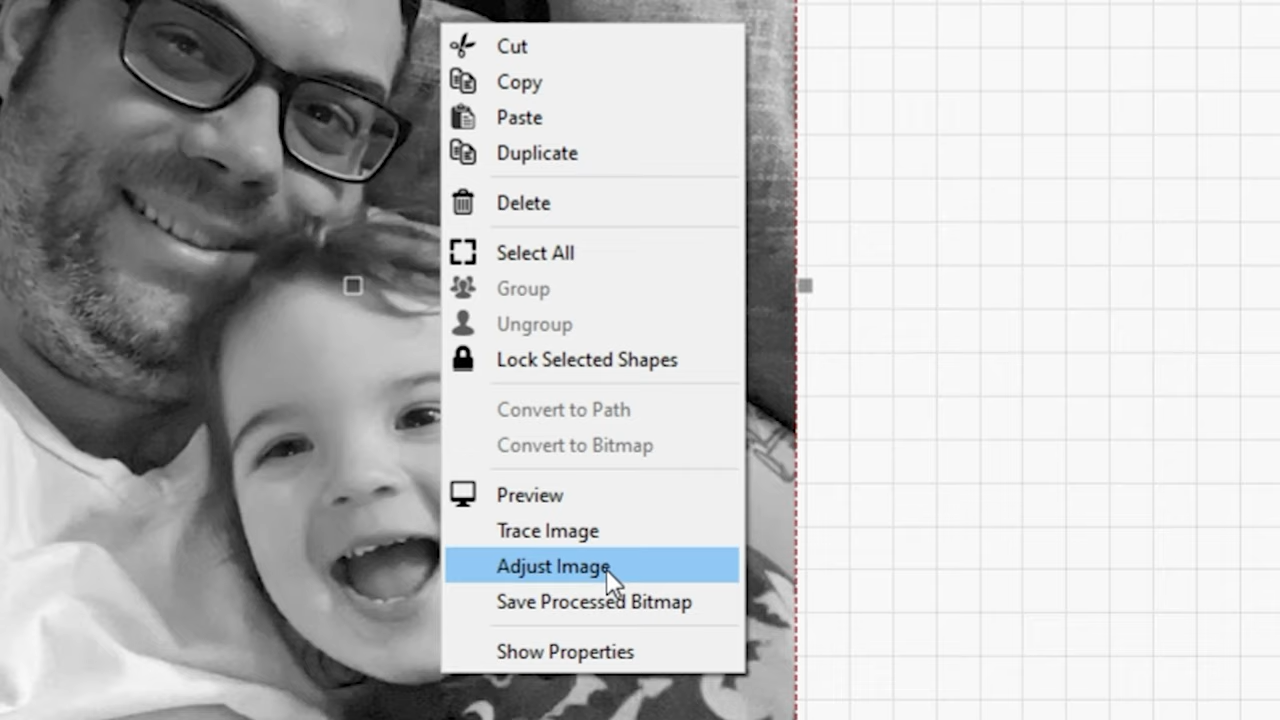 Cut
Copy
Paste
Duplicate
Delete
Select All
Group
Ungroup
Lock Selected Shapes
Convert to Path
Convert to Bitmap
Preview
Trace Image
Adjust Image
Save Processed Bitmap
Show Properties